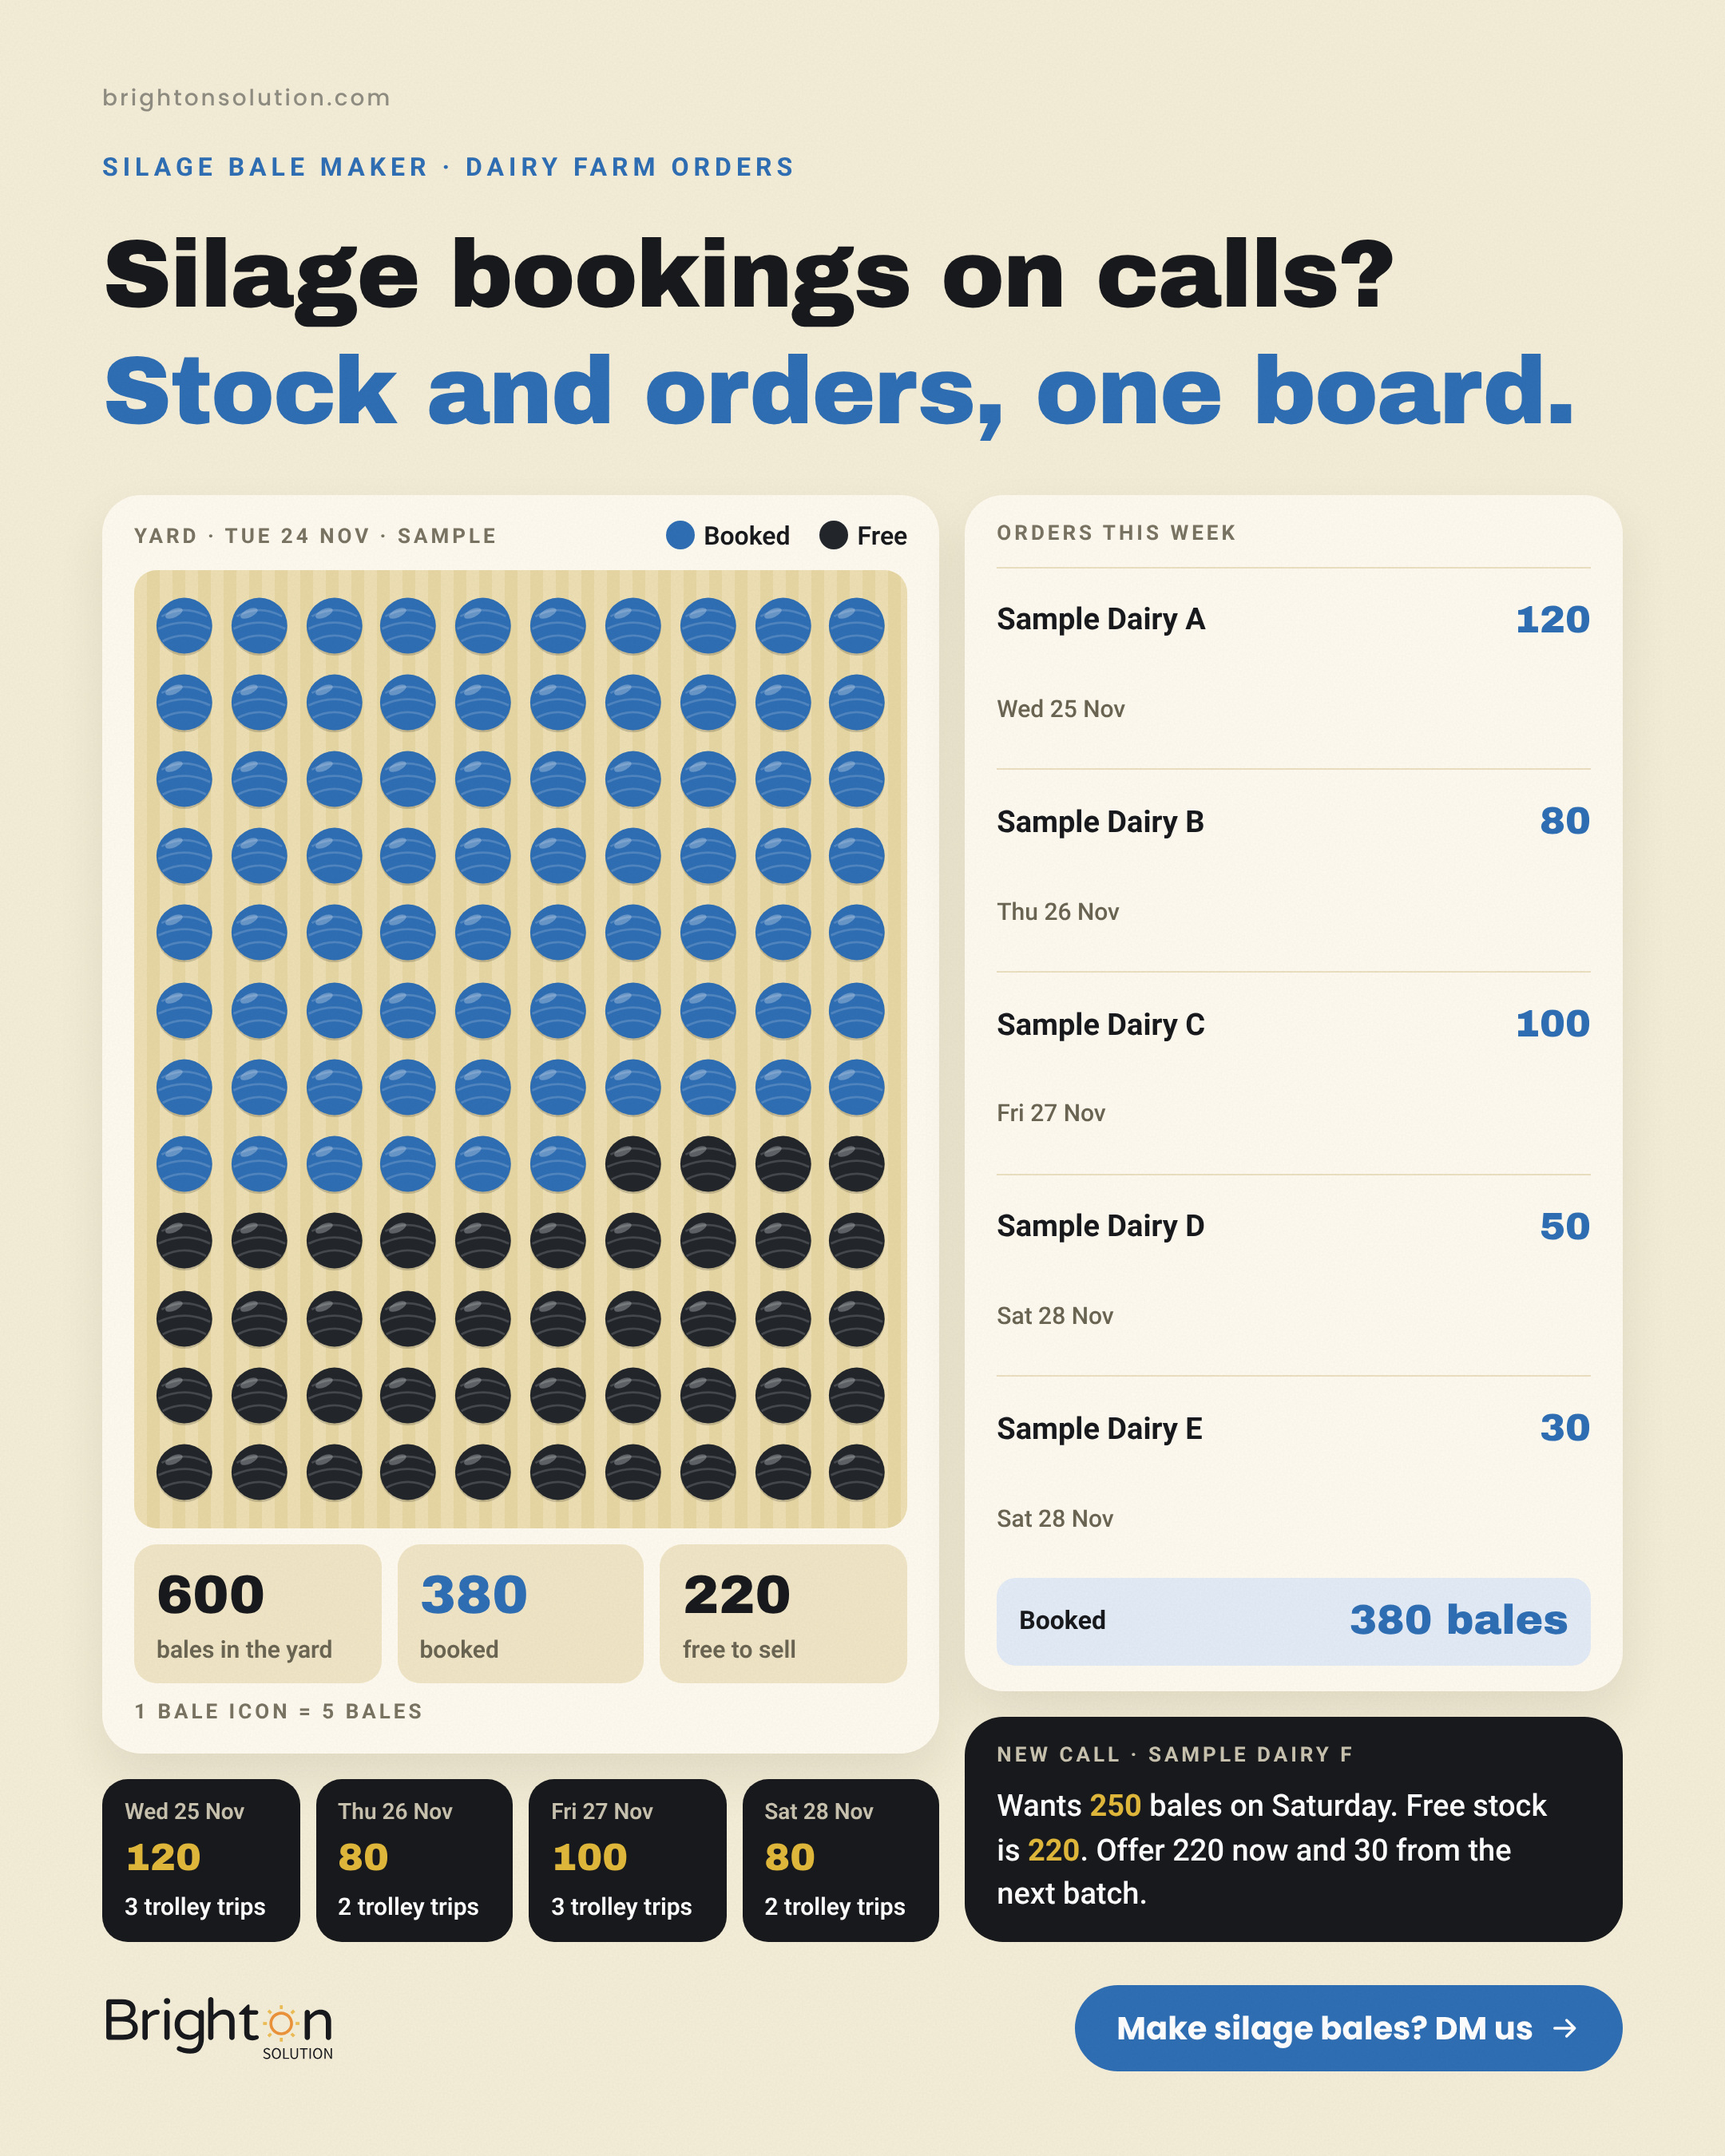 brightonsolution.com
SILAGE BALE MAKER · DAIRY FARM ORDERS
Silage bookings on calls?
Stock and orders, one board.
YARD · TUE 24 NOV · SAMPLE
Booked
Free
600
bales in the yard
380
booked
220
free to sell
1 BALE ICON = 5 BALES
Wed 25 Nov
120
3 trolley trips
Thu 26 Nov
80
2 trolley trips
Fri 27 Nov
100
3 trolley trips
Sat 28 Nov
80
2 trolley trips
ORDERS THIS WEEK
Sample Dairy A 120
Wed 25 Nov
Sample Dairy B 80
Thu 26 Nov
Sample Dairy C 100
Fri 27 Nov
Sample Dairy D 50
Sat 28 Nov
Sample Dairy E 30
Sat 28 Nov
Booked 380 bales
NEW CALL · SAMPLE DAIRY F
Wants 250 bales on Saturday. Free stock
is 220. Offer 220 now and 30 from the
next batch.
Brighton
SOLUTION
Make silage bales? DM us →